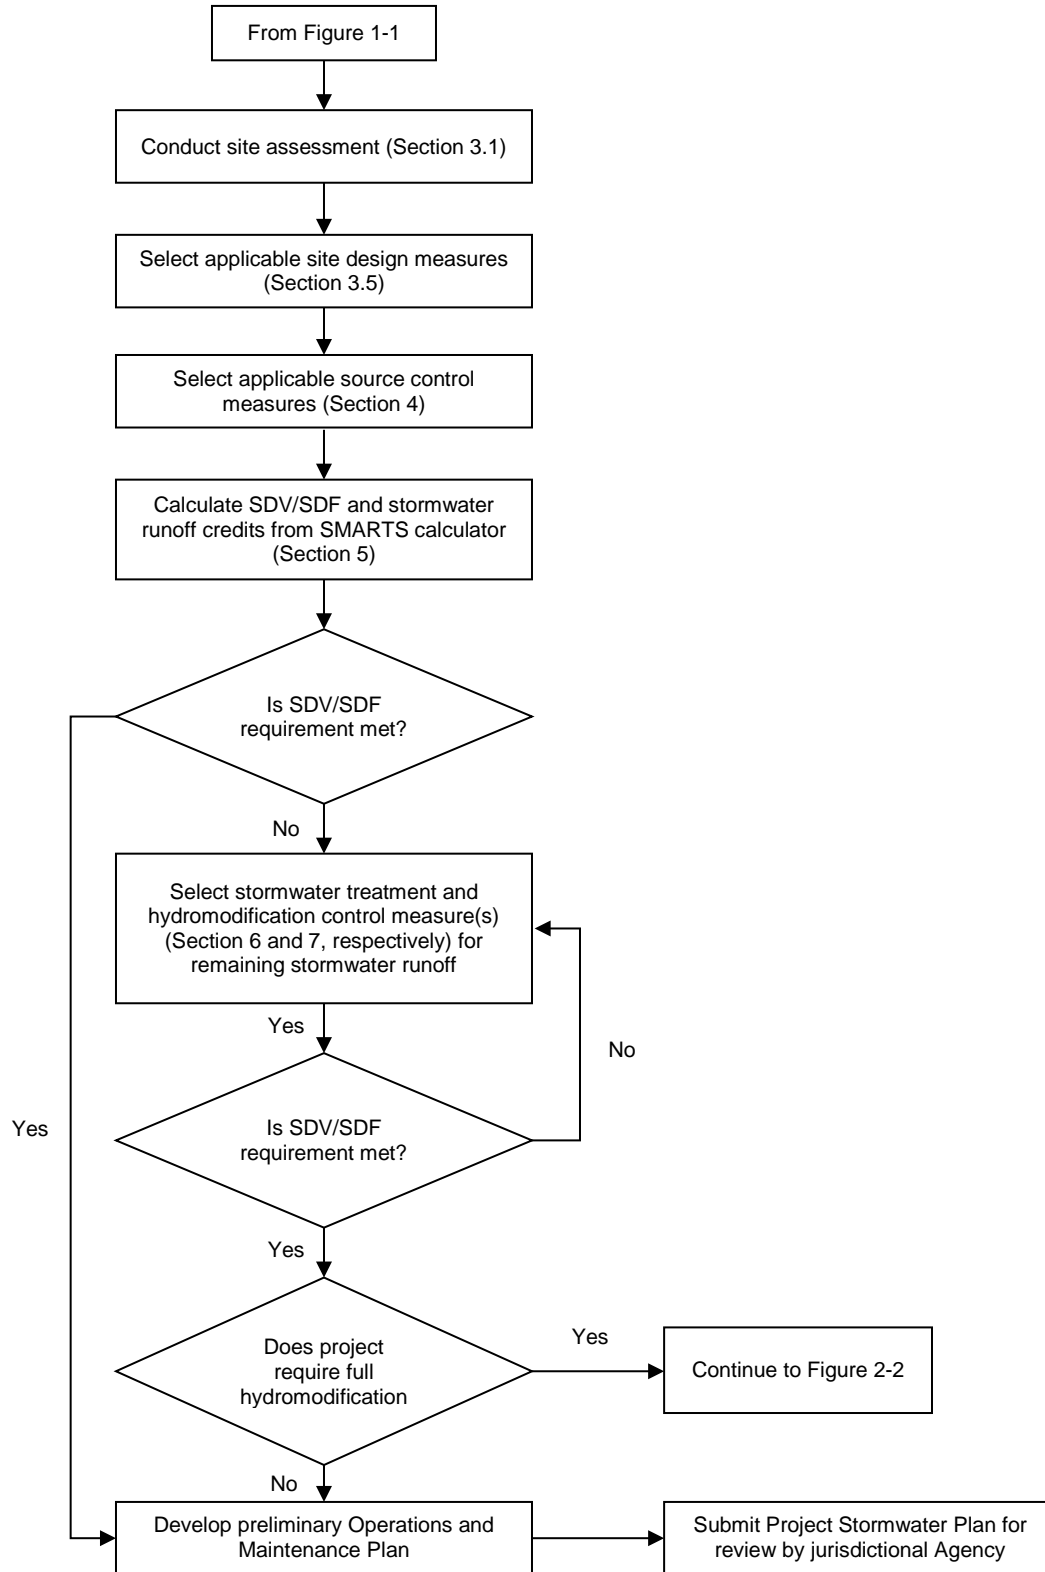 From Figure 1-1
Conduct site assessment (Section 3.1)
Select applicable site design measures
(Section 3.5)
Select applicable source control
measures (Section 4)
Calculate SDV/SDF and stormwater
runoff credits from SMARTS calculator
(Section 5)
Is SDV/SDF
requirement met?
No
Select stormwater treatment and
hydromodification control measure(s)
(Section 6 and 7, respectively) for
remaining stormwater runoff
Yes
No
Yes
Is SDV/SDF
requirement met?
Yes
Does project
require full
hydromodification
Yes
Continue to Figure 2-2
No
Develop preliminary Operations and
Maintenance Plan
Submit Project Stormwater Plan for
review by jurisdictional Agency